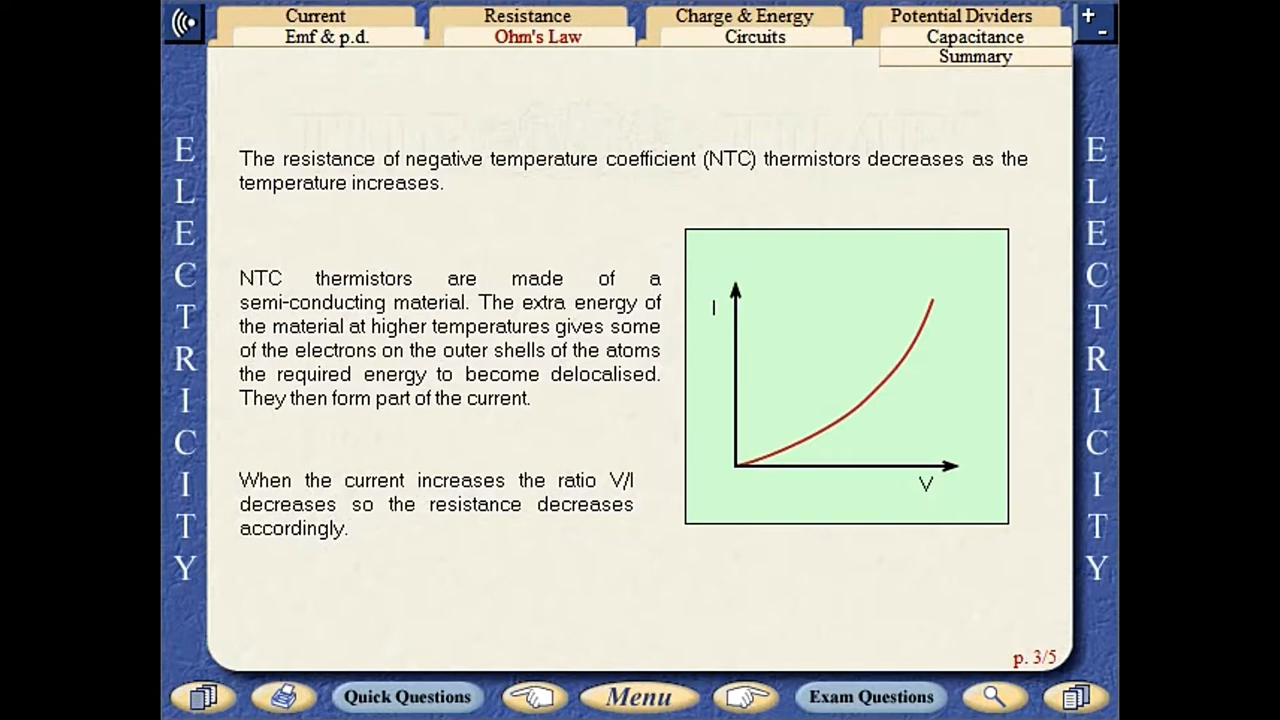 Current
Resistance
Charge & Energy
Potential Dividers
+
-
Emf & p.d.
Ohm's Law
Circuits
Capacitance
Summary
ELECTRICITY
ELECTRICITY
The resistance of negative temperature coefficient (NTC) thermistors decreases as the
temperature increases.
NTC thermistors are made of a
semi-conducting material. The extra energy of
the material at higher temperatures gives some
of the electrons on the outer shells of the atoms
the required energy to become delocalised.
They then form part of the current.
When the current increases the ratio V/I
decreases so the resistance decreases
accordingly.
I
V
p. 3/5
Quick Questions
Menu
Exam Questions